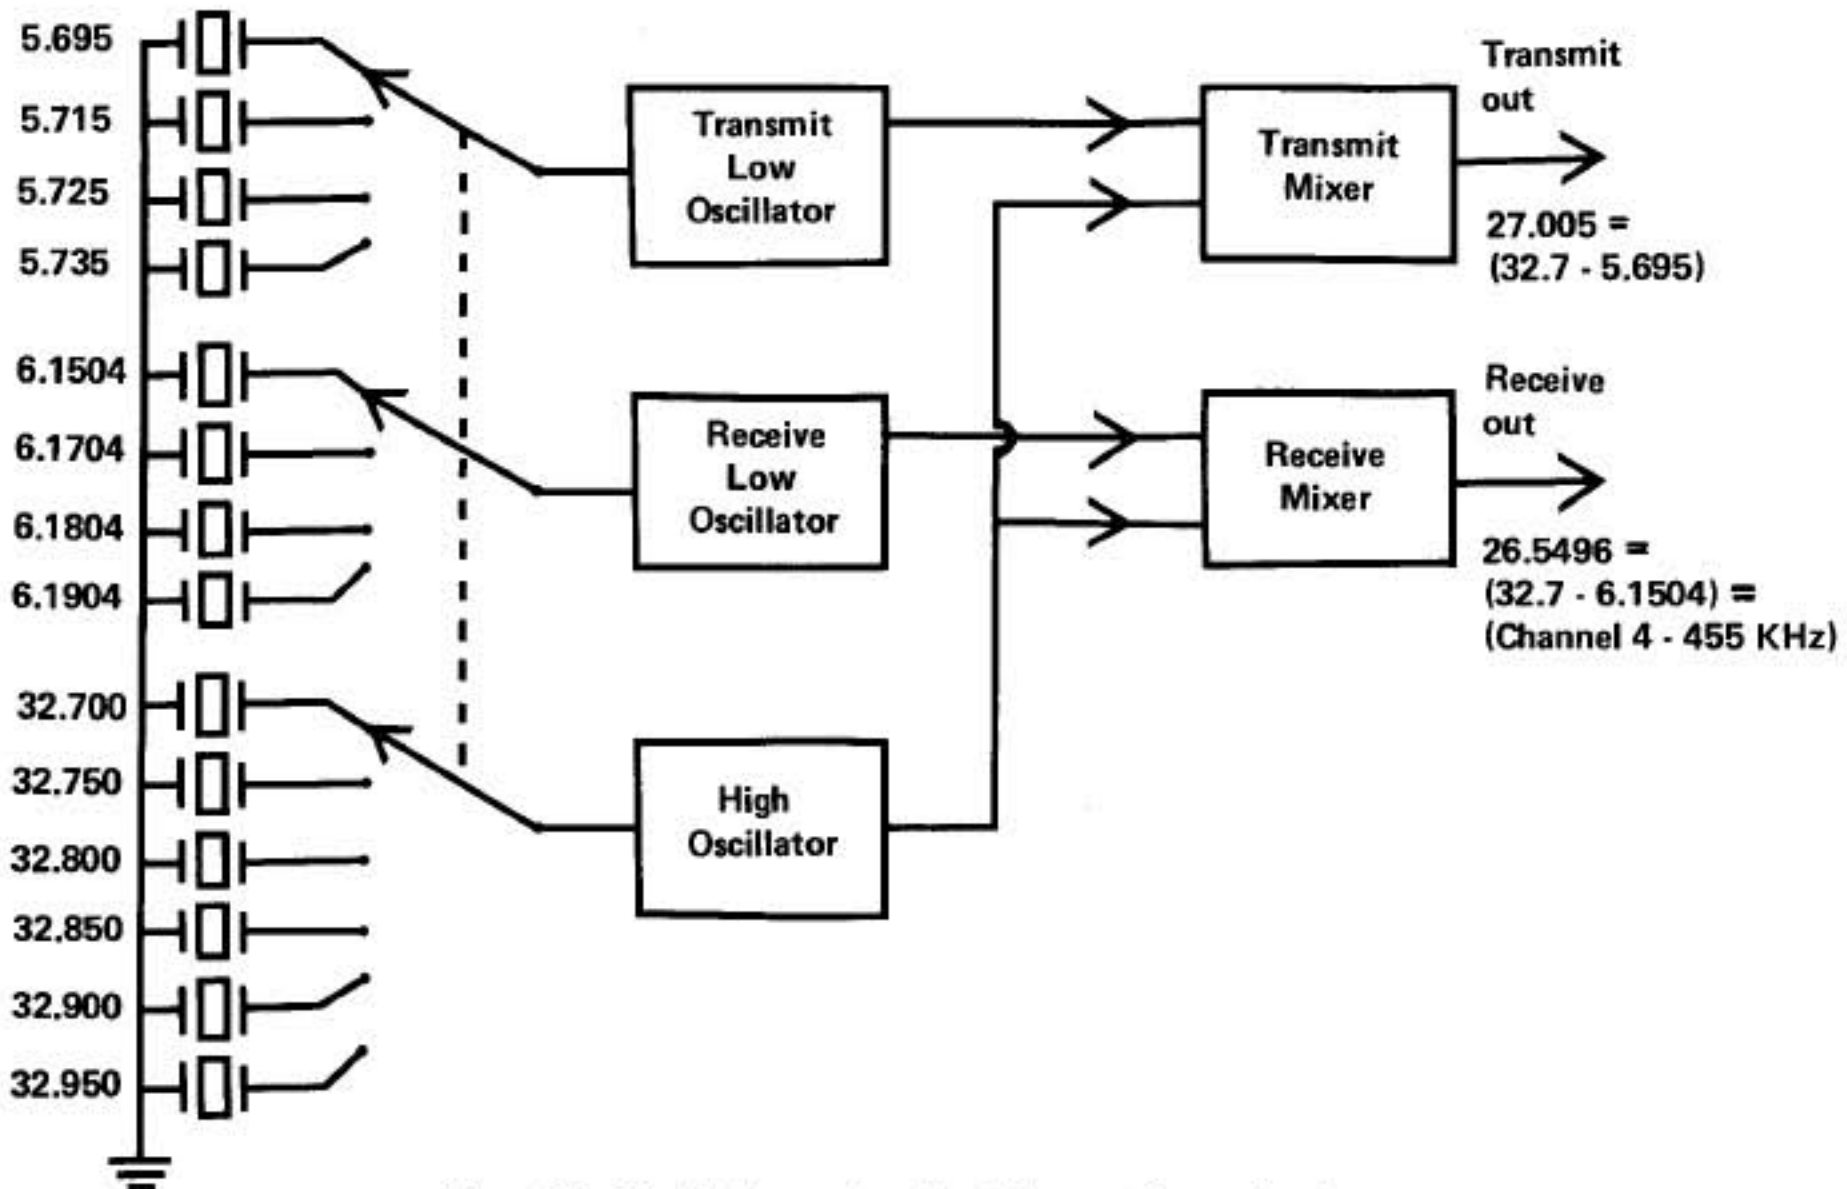 5.695
5.715
5.725
5.735
6.1504
6.1704
6.1804
6.1904
32.700
32.750
32.800
32.850
32.900
32.950
Transmit
Low
Oscillator
Receive
Low
Oscillator
High
Oscillator
Transmit
Mixer
Receive
Mixer
Transmit
out
27.005 =
(32.7 - 5.695)
Receive
out
26.5496 =
(32.7 - 6.1504) =
(Channel 4 - 455 KHz)